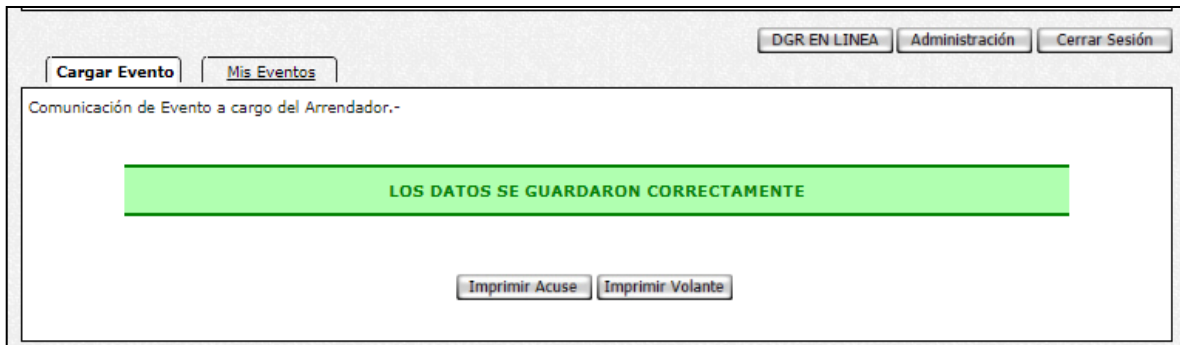 DGR EN LINEA Administración Cerrar Sesión
Cargar Evento Mis Eventos
Comunicación de Evento a cargo del Arrendador.-
LOS DATOS SE GUARDARON CORRECTAMENTE
Imprimir Acuse Imprimir Volante